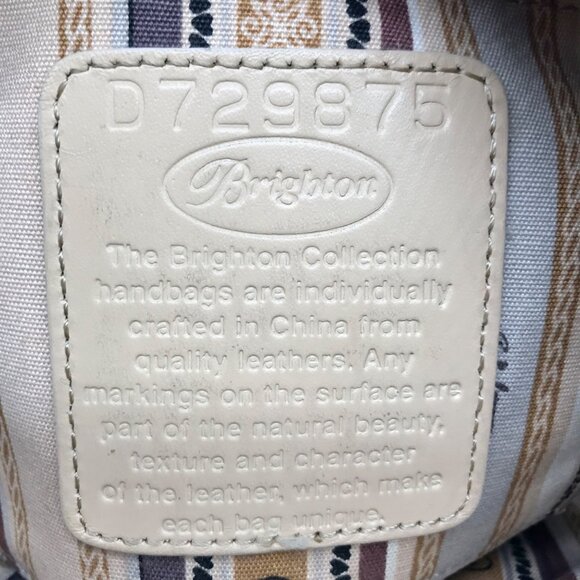 D729875
Brighton
The Brighton Collection
handbags are individually
crafted in China from
quality leathers. Any
markings on the surface are
part of the natural beauty,
texture and character
of the leather, which make
each bag unique.